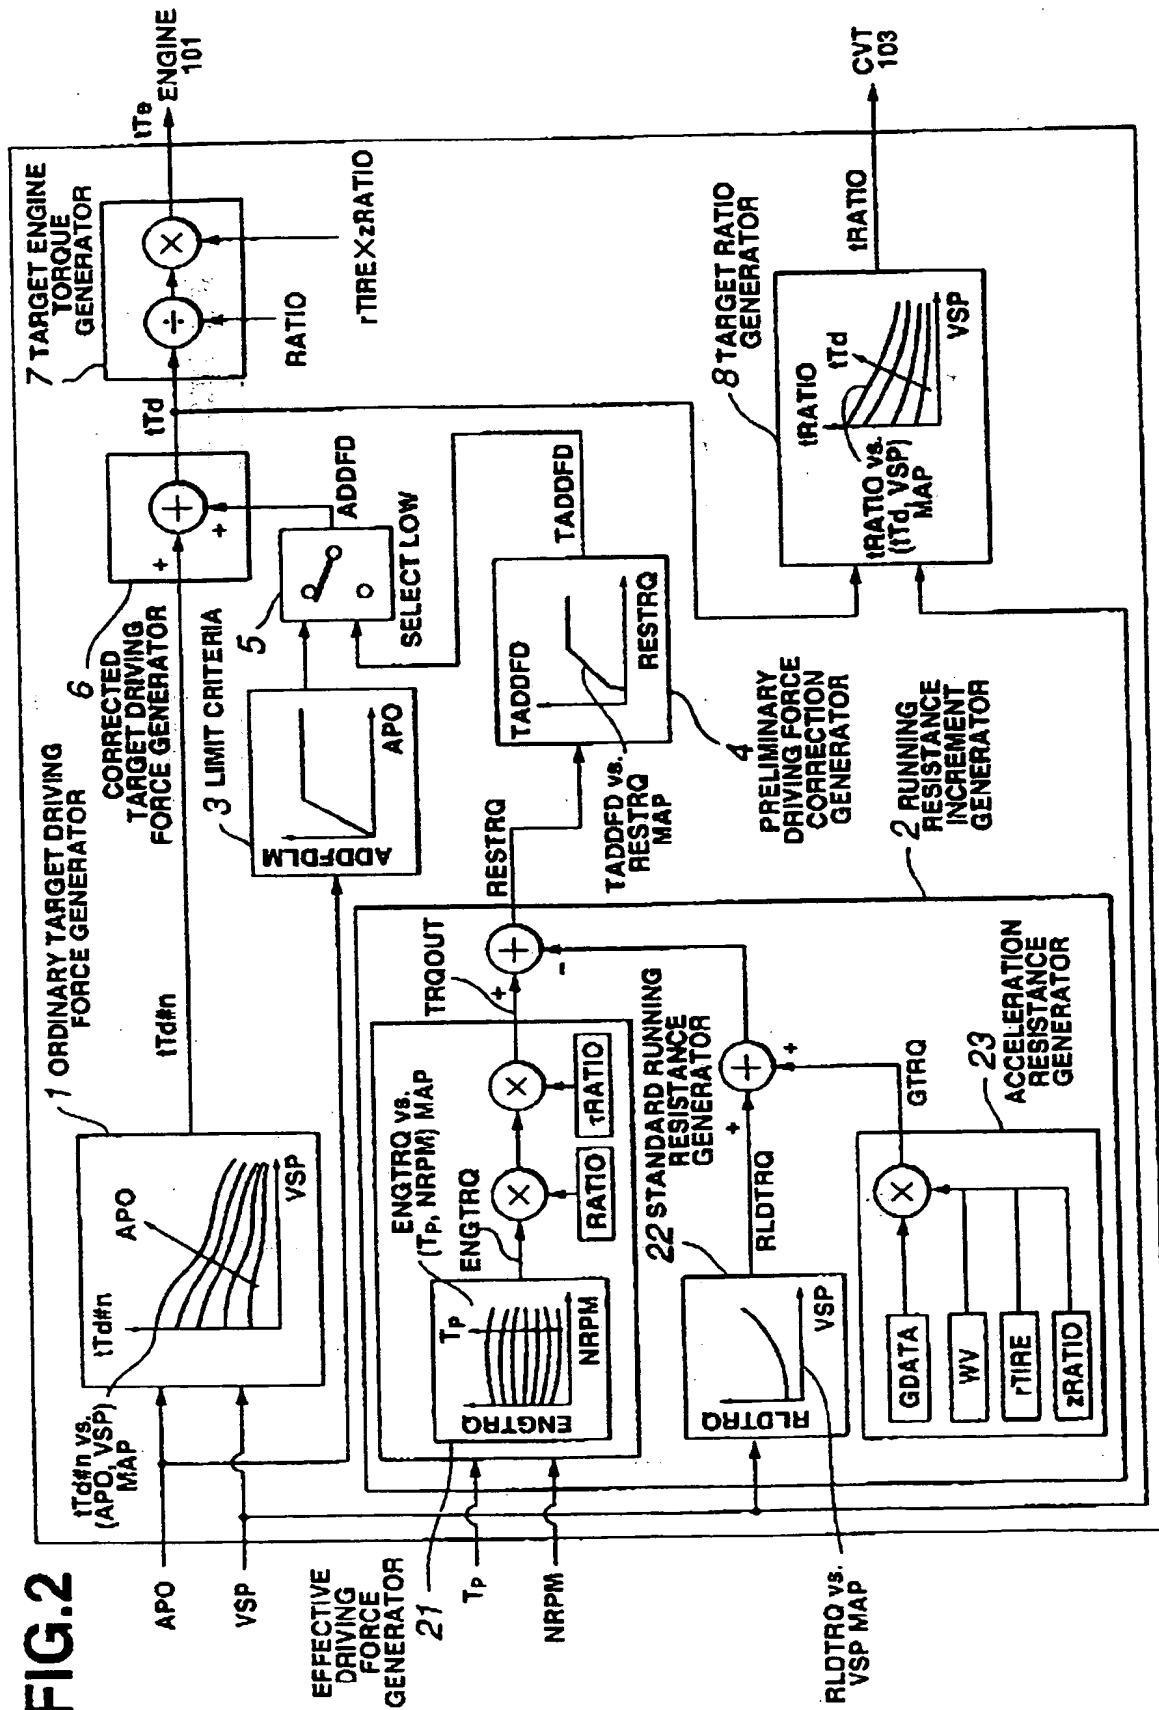 FIG.2
APO
VSP
tTd#n vs.
(APO, VSP)
MAP
tTd#n
APO
VSP
1 ORDINARY TARGET DRIVING
FORCE GENERATOR
tTd#n
6
CORRECTED
TARGET DRIVING
FORCE GENERATOR
+
+
+
tTd
7 TARGET ENGINE
TORQUE
GENERATOR
÷
×
RATIO
rTIRE×zRATIO
tTe
ENGINE
101
3 LIMIT CRITERIA
ADDFDLM
APO
5
SELECT LOW
ADDFD
EFFECTIVE
DRIVING
FORCE
GENERATOR
21
TP
NRPM
ENGTRQ
TP
NRPM
ENGTRQ vs.
(TP, NRPM) MAP
ENGTRQ
×
×
RATIO
τRATIO
TRQOUT
+
+
-
RESTRQ
TADDFD
RESTRQ
TADDFD vs.
RESTRQ
MAP
TADDFD
4
PRELIMINARY
DRIVING FORCE
CORRECTION
GENERATOR
RLDTRQ vs.
VSP MAP
RLDTRQ
VSP
22 STANDARD RUNNING
RESISTANCE
GENERATOR
RLDTRQ
+
+
+
GTRQ
GDATA
WV
rTIRE
zRATIO
×
23
ACCELERATION
RESISTANCE
GENERATOR
2 RUNNING
RESISTANCE
INCREMENT
GENERATOR
8 TARGET RATIO
GENERATOR
tRATIO
tTd
VSP
tRATIO vs.
(tTd, VSP)
MAP
tRATIO
CVT
103